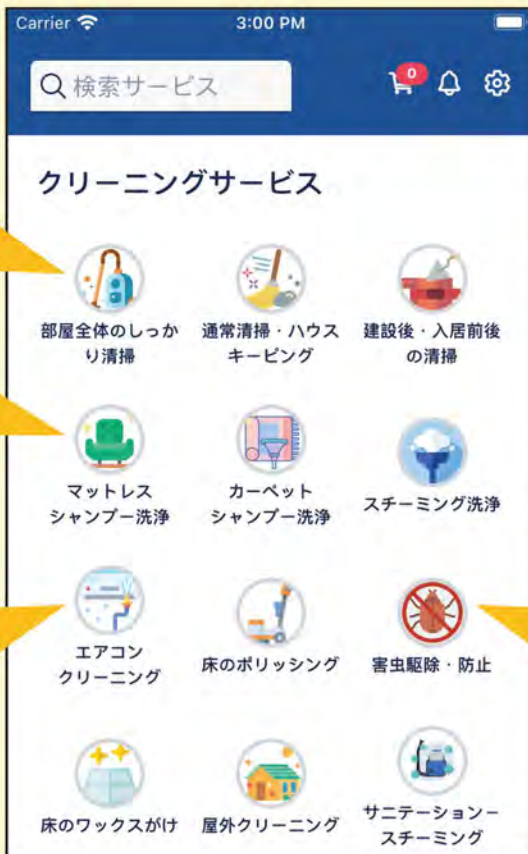 Carrier 3:00 PM
検索サービス 0
クリーニングサービス
部屋全体のしっか
り清掃
通常清掃・ハウス
キーピング
建設後・入居前後
の清掃
マットレス
シャンプー洗浄
カーペット
シャンプー洗浄
スチーミング洗浄
エアコン
クリーニング
床のポリッシング
害虫駆除・防止
床のワックスがけ
屋外クリーニング
サニテーション－
スチーミング